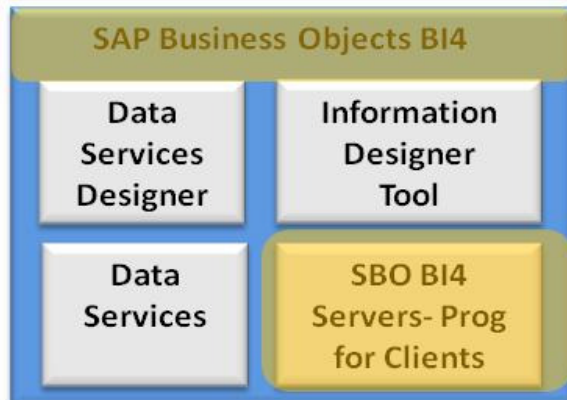 SAP Business Objects BI4
Data
Services
Designer
Information
Designer
Tool
Data
Services
SBO BI4
Servers- Prog
for Clients